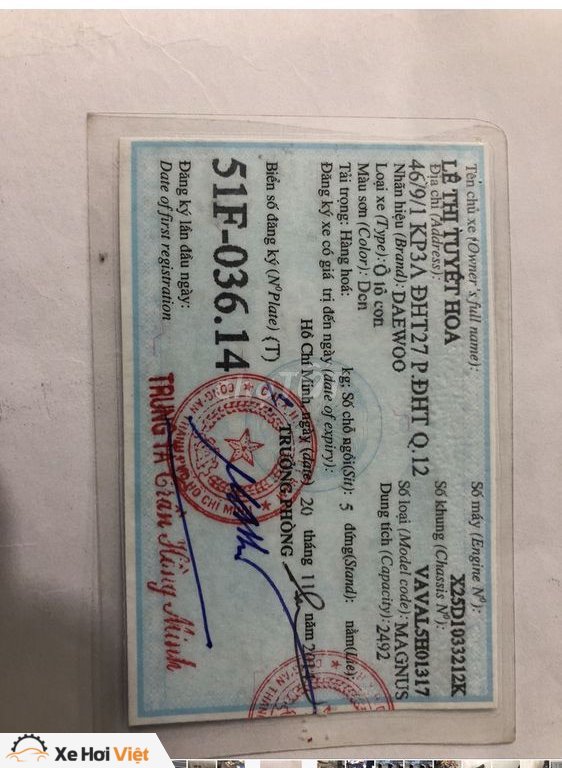 Tên chủ xe (Owner's full name):
LÊ THỊ TUYẾT HOA
Địa chỉ (Address):
46/9/1 KP3A ĐHT27 P.ĐHT Q.12
Nhãn hiệu (Brand): DAEWOO
Loại xe (Type): Ô tô con
Màu sơn (Color): Đen
Tải trọng: Hàng hoá: kg; Số chỗ ngồi(Sit): 5 đứng(Stand): nằm(Lie):
Đăng ký xe có giá trị đến ngày (date of expiry):
Số máy (Engine Nº):
X25D1033212K
Số khung (Chassis Nº):
VAVAL5H01317
Số loại (Model code): MAGNUS
Dung tích (Capacity): 2492
Hồ Chí Minh, ngày (date) 20 tháng 11 năm
TRƯỞNG PHÒNG
Biển số đăng ký (NºPlate) (T)
51F-036.14
Đăng ký lần đầu ngày:
Date of first registration
TRUNG TÁ Trần Hồng Minh
Xe Hơi Việt